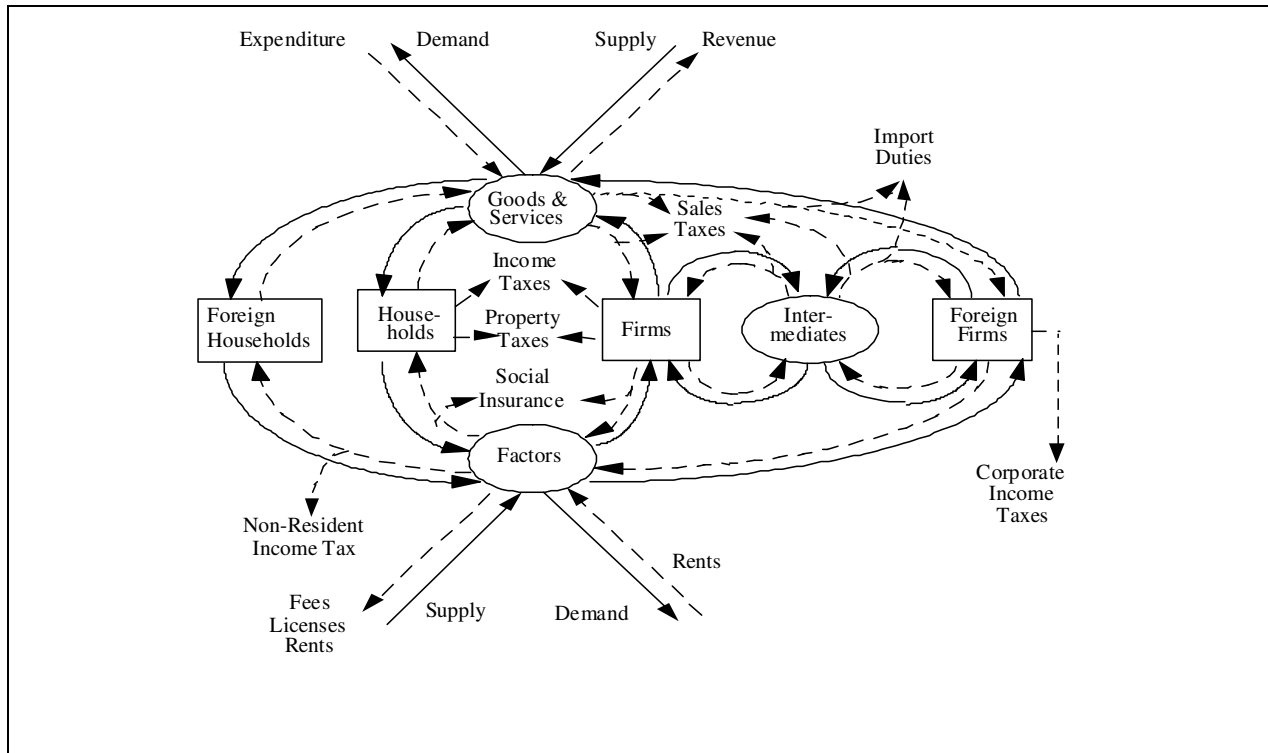 Expenditure
Demand
Supply
Revenue
Import
Duties
Goods &
Services
Sales
Taxes
Income
Taxes
Foreign
Households
House-
holds
Property
Taxes
Firms
Inter-
mediates
Foreign
Firms
Social
Insurance
Factors
Corporate
Income
Taxes
Non-Resident
Income Tax
Rents
Fees
Licenses
Rents
Supply
Demand